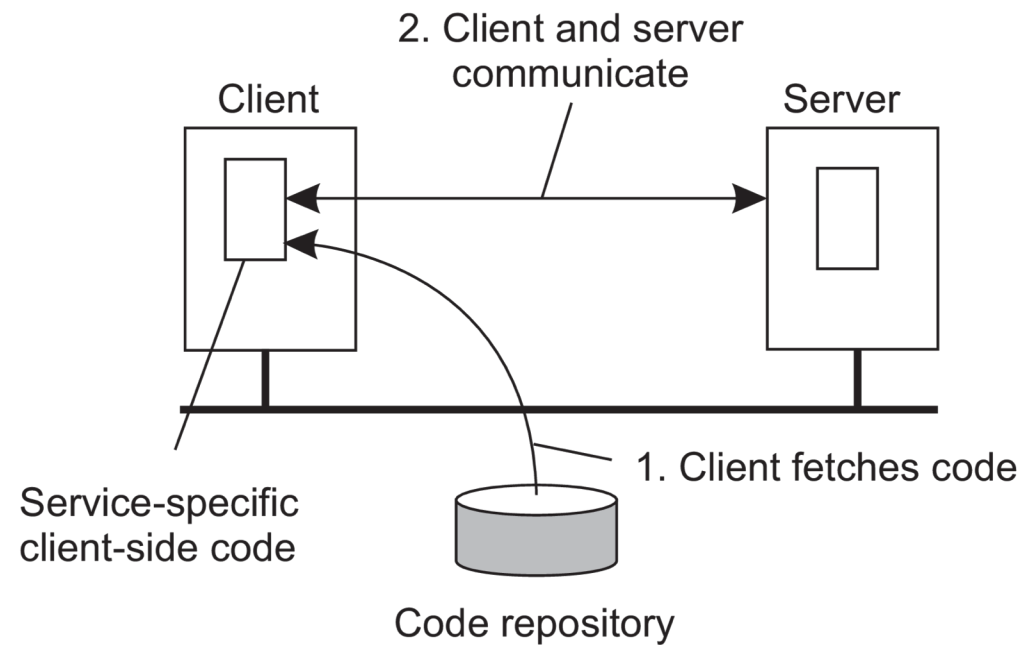 2. Client and server
communicate
Client
Server
1. Client fetches code
Service-specific
client-side code
Code repository